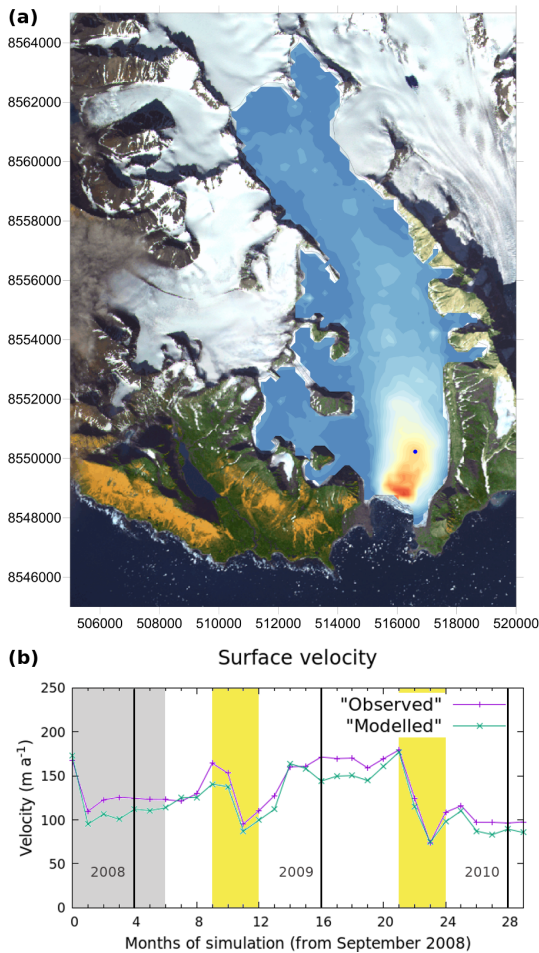 (a)
8564000
8562000
8560000
8558000
8556000
8554000
8552000
8550000
8548000
8546000
506000 508000 510000 512000 514000 516000 518000 520000
(b) Surface velocity
250
200
150
100
50
0
Velocity (m a⁻¹)
"Observed"
"Modelled"
2008 2009 2010
0 4 8 12 16 20 24 28
Months of simulation (from September 2008)